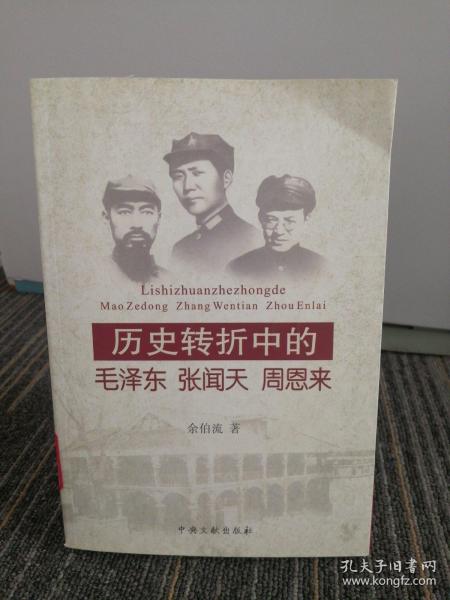 Lishizhuanzhezhongde
Mao Zedong Zhang Wentian Zhou Enlai
历史转折中的
毛泽东 张闻天 周恩来
余伯流 著
中央文献出版社
孔夫子旧书网
www.kongfz.com